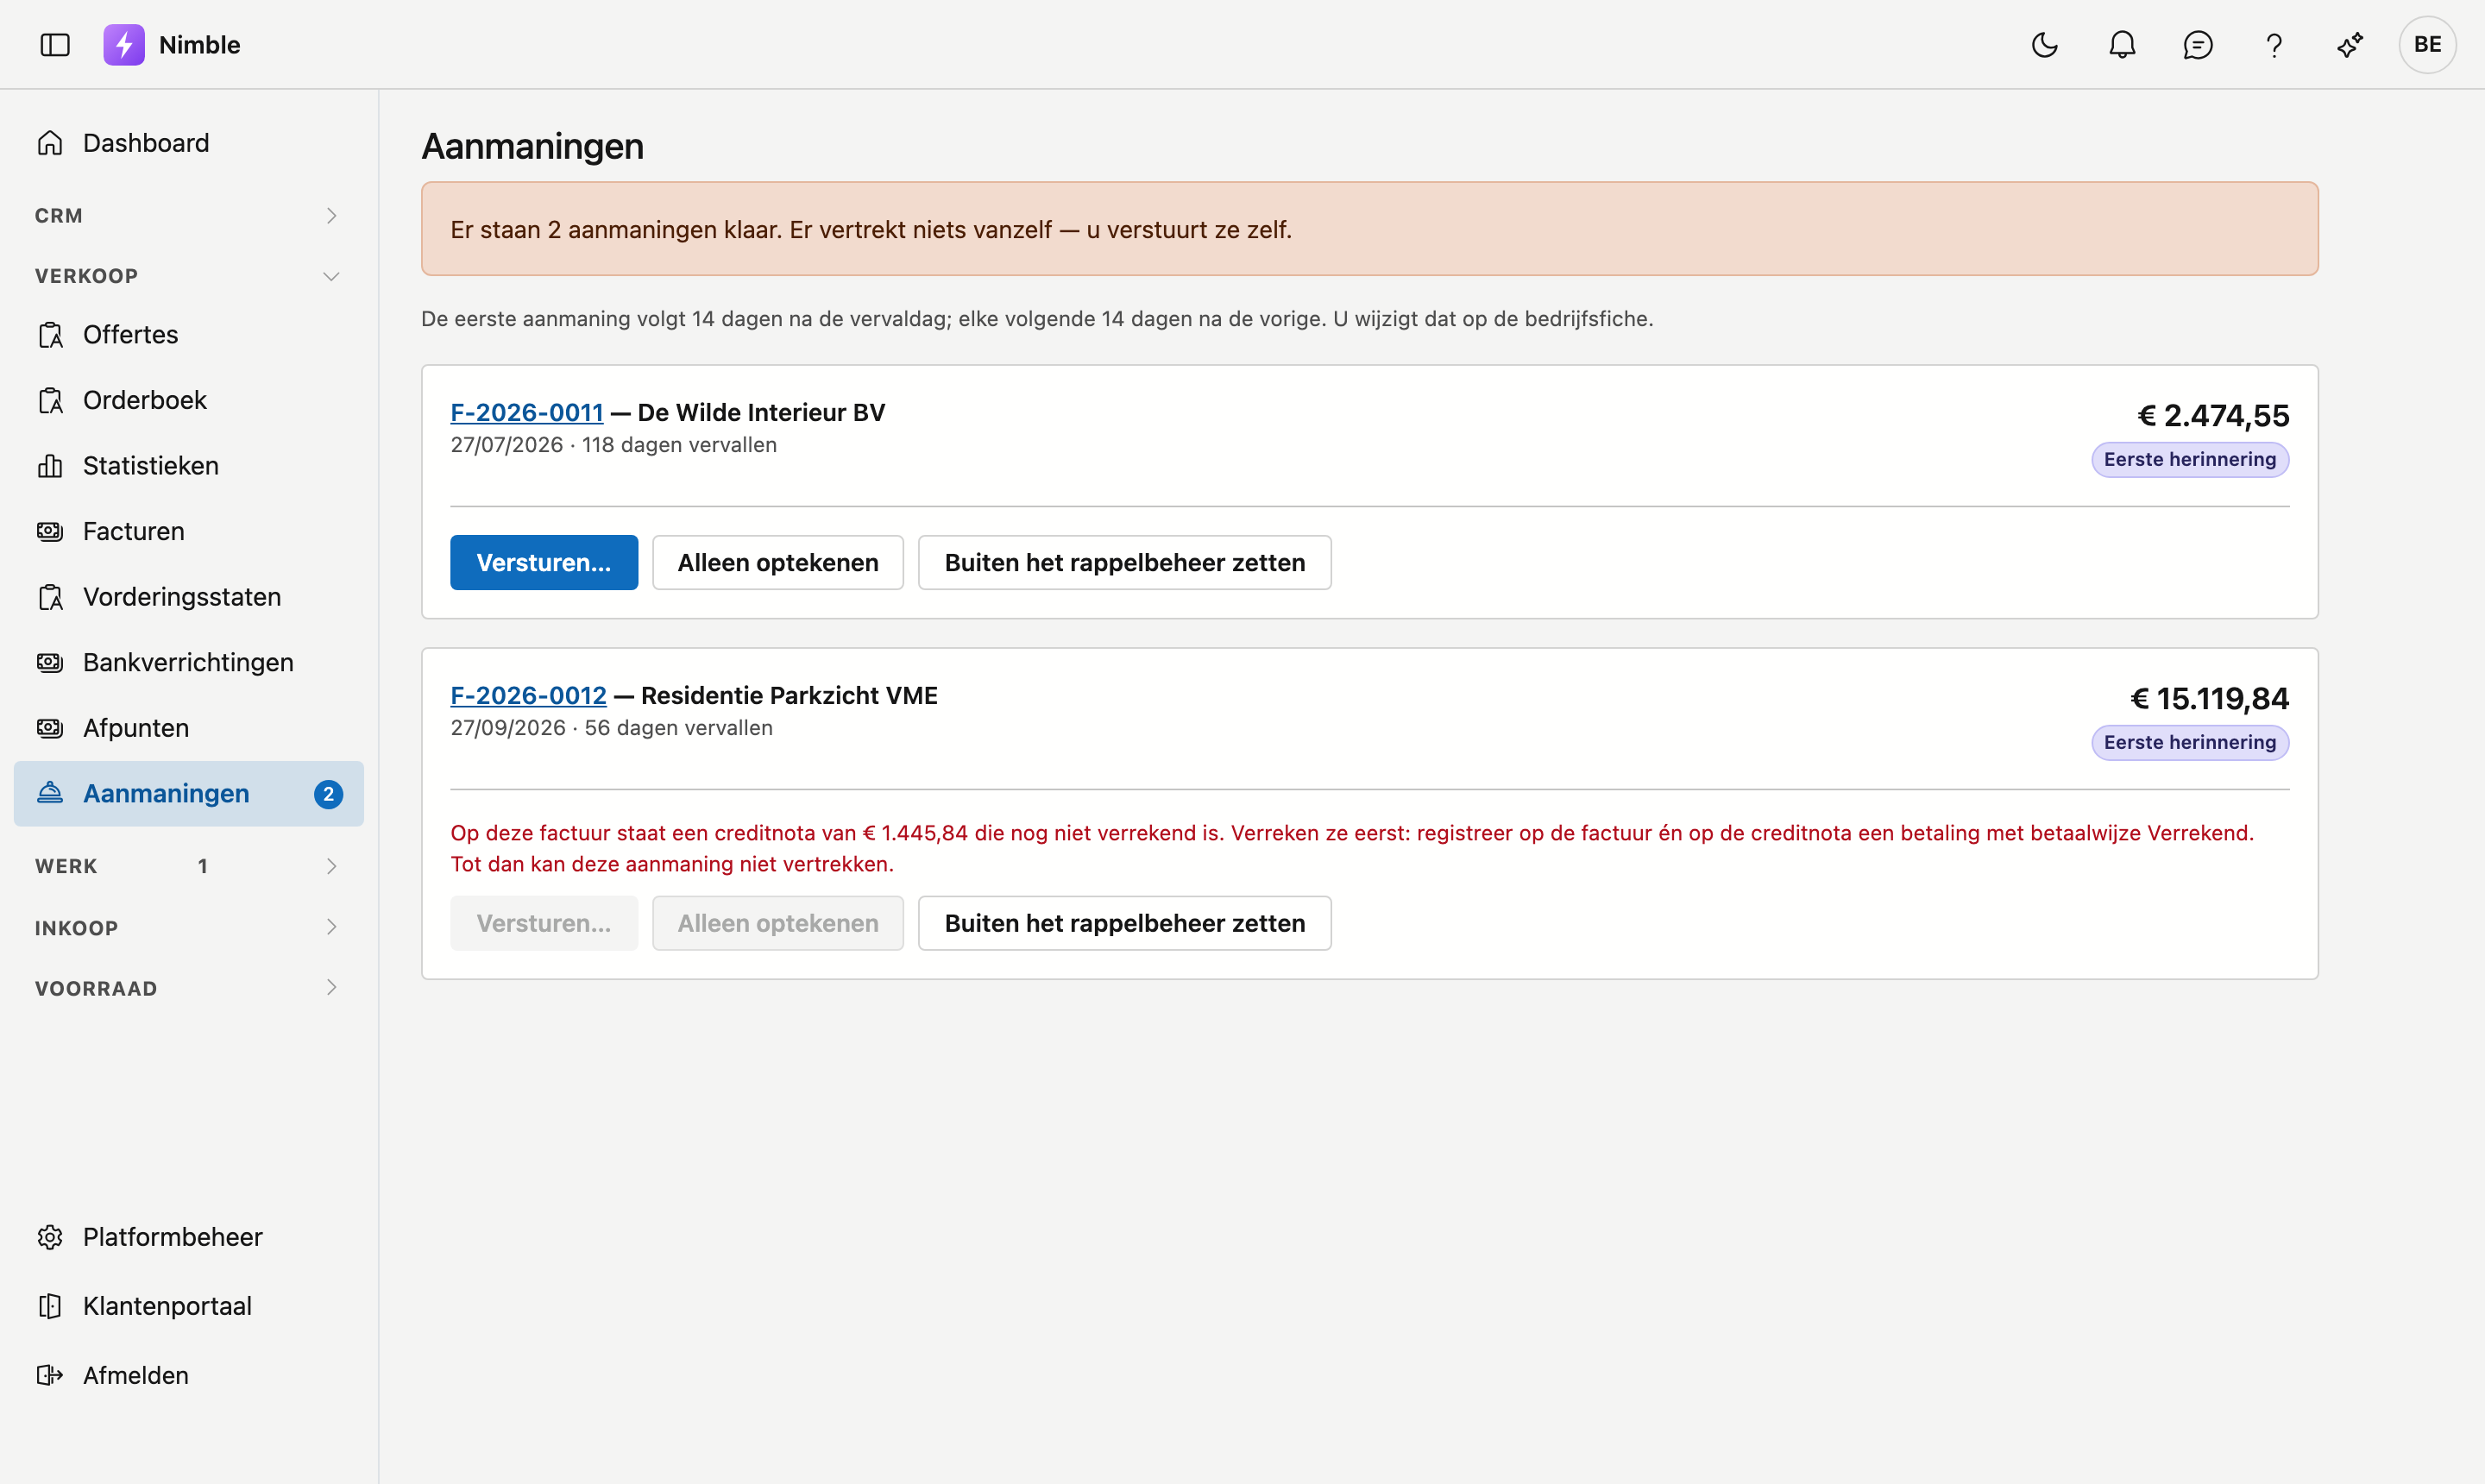 Nimble
BE
Dashboard
CRM
VERKOOP
Offertes
Orderboek
Statistieken
Facturen
Vorderingsstaten
Bankverrichtingen
Afpunten
Aanmaningen 2
WERK 1
INKOOP
VOORRAAD
Platformbeheer
Klantenportaal
Afmelden
Aanmaningen
Er staan 2 aanmaningen klaar. Er vertrekt niets vanzelf — u verstuurt ze zelf.
De eerste aanmaning volgt 14 dagen na de vervaldag; elke volgende 14 dagen na de vorige. U wijzigt dat op de bedrijfsfiche.
F-2026-0011 — De Wilde Interieur BV
€ 2.474,55
27/07/2026 · 118 dagen vervallen
Eerste herinnering
Versturen... Alleen optekenen Buiten het rappelbeheer zetten
F-2026-0012 — Residentie Parkzicht VME
€ 15.119,84
27/09/2026 · 56 dagen vervallen
Eerste herinnering
Op deze factuur staat een creditnota van € 1.445,84 die nog niet verrekend is. Verreken ze eerst: registreer op de factuur én op de creditnota een betaling met betaalwijze Verrekend.
Tot dan kan deze aanmaning niet vertrekken.
Versturen... Alleen optekenen Buiten het rappelbeheer zetten